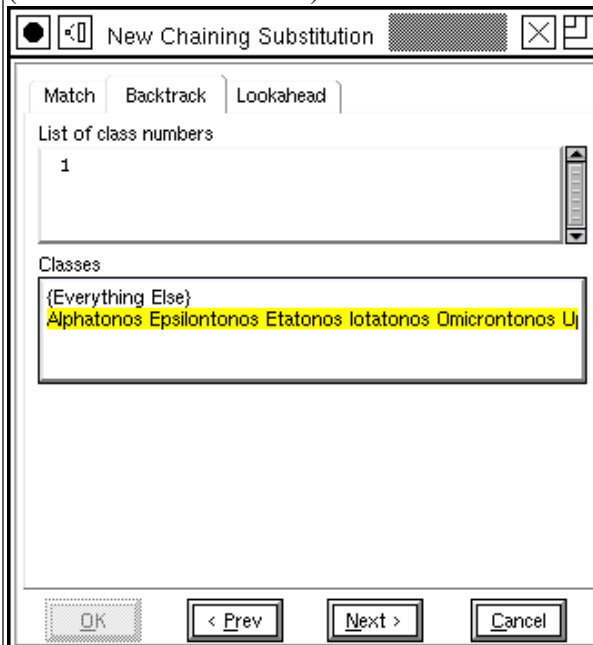 New Chaining Substitution
Match Backtrack Lookahead
List of class numbers
1
Classes
{Everything Else}
Alphatonos Epsilontonos Etatonos Iotatonos Omicrontonos
OK < Prev Next > Cancel